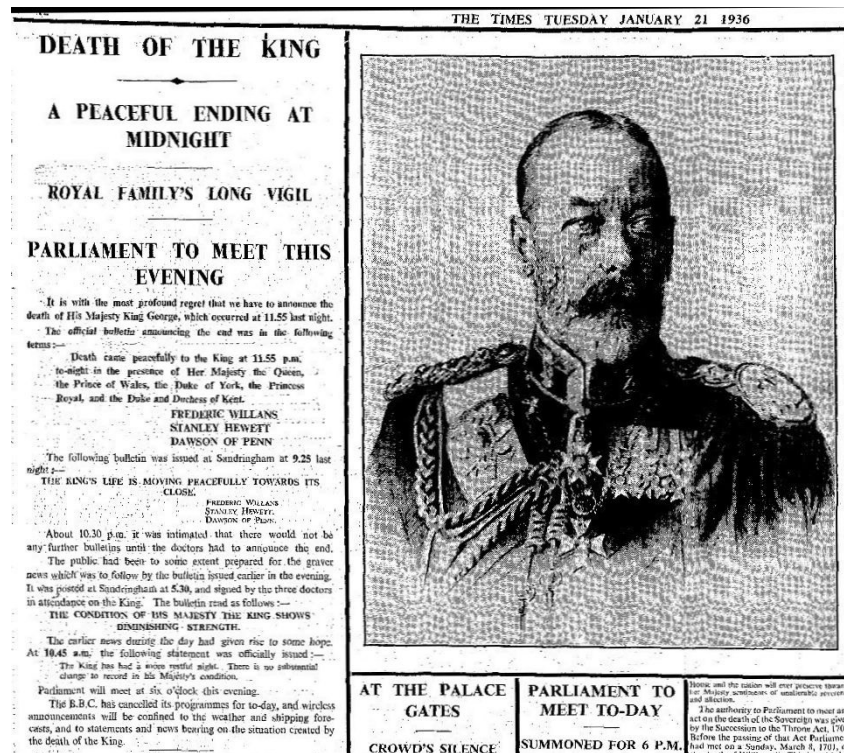 THE TIMES TUESDAY JANUARY 21 1936
DEATH OF THE KING
A PEACEFUL ENDING AT
MIDNIGHT
ROYAL FAMILY'S LONG VIGIL
PARLIAMENT TO MEET THIS
EVENING
It is with the most profound regret that we have to announce the
death of His Majesty King George, which occurred at 11.55 last night.
The official bulletin announcing the end was in the following
terms:—
Death came peacefully to the King at 11.55 p.m.
to-night in the presence of Her Majesty the Queen,
the Prince of Wales, the Duke of York, the Princess
Royal, and the Duke and Duchess of Kent.
FREDERIC WILLANS
STANLEY HEWETT
DAWSON OF PENN
The following bulletin was issued at Sandringham at 9.25 last
night:—
THE KING'S LIFE IS MOVING PEACEFULLY TOWARDS ITS
CLOSE.
FREDERIC WILLANS
STANLEY HEWETT.
DAWSON OF PENN.
About 10.30 p.m. it was intimated that there would not be
any further bulletins until the doctors had to announce the end.
The public had been to some extent prepared for the graver
news which was to follow by the bulletin issued earlier in the evening.
It was posted at Sandringham at 5.30, and signed by the three doctors
in attendance on the King. The bulletin read as follows:—
THE CONDITION OF HIS MAJESTY THE KING SHOWS
DIMINISHING STRENGTH.
The earlier news during the day had given rise to some hope.
At 10.45 a.m. the following statement was officially issued:—
The King has had a more restful night. There is no substantial
change to record in his Majesty's condition.
Parliament will meet at six o'clock this evening.
The B.B.C. has cancelled its programmes for to-day, and wireless
announcements will be confined to the weather and shipping fore-
casts, and to statements and news bearing on the situation created by
the death of the King.
AT THE PALACE
GATES
CROWD'S SILENCE
PARLIAMENT TO
MEET TO-DAY
SUMMONED FOR 6 P.M.
House and the nation will ever preserve
her Majesty sentiments of unalterable
and affection.
The authority to Parliament to meet an
act on the death of the Sovereign was give
by the Succession to the Throne Act, 170
Before the passing of that Act Parliame
had met on a Sunday, March 8, 1701,